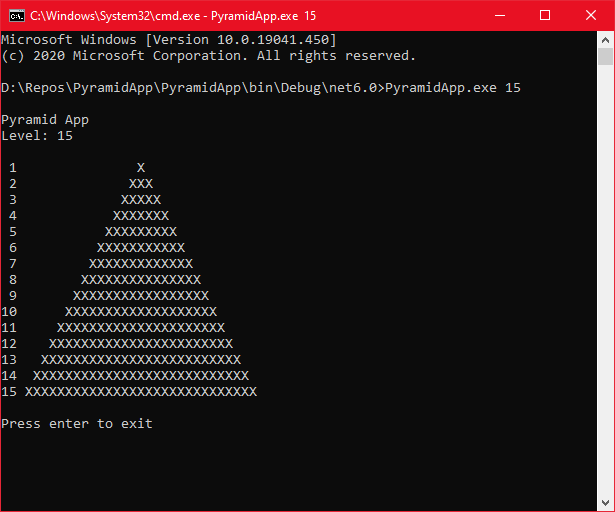 C:\Windows\System32\cmd.exe - PyramidApp.exe  15
Microsoft Windows [Version 10.0.19041.450]
(c) 2020 Microsoft Corporation. All rights reserved.

D:\Repos\PyramidApp\PyramidApp\bin\Debug\net6.0>PyramidApp.exe 15

Pyramid App
Level: 15

 1               X
 2              XXX
 3             XXXXX
 4            XXXXXXX
 5           XXXXXXXXX
 6          XXXXXXXXXXX
 7         XXXXXXXXXXXXX
 8        XXXXXXXXXXXXXXX
 9       XXXXXXXXXXXXXXXXX
10      XXXXXXXXXXXXXXXXXXX
11     XXXXXXXXXXXXXXXXXXXXX
12    XXXXXXXXXXXXXXXXXXXXXXX
13   XXXXXXXXXXXXXXXXXXXXXXXXX
14  XXXXXXXXXXXXXXXXXXXXXXXXXXX
15 XXXXXXXXXXXXXXXXXXXXXXXXXXXXX

Press enter to exit